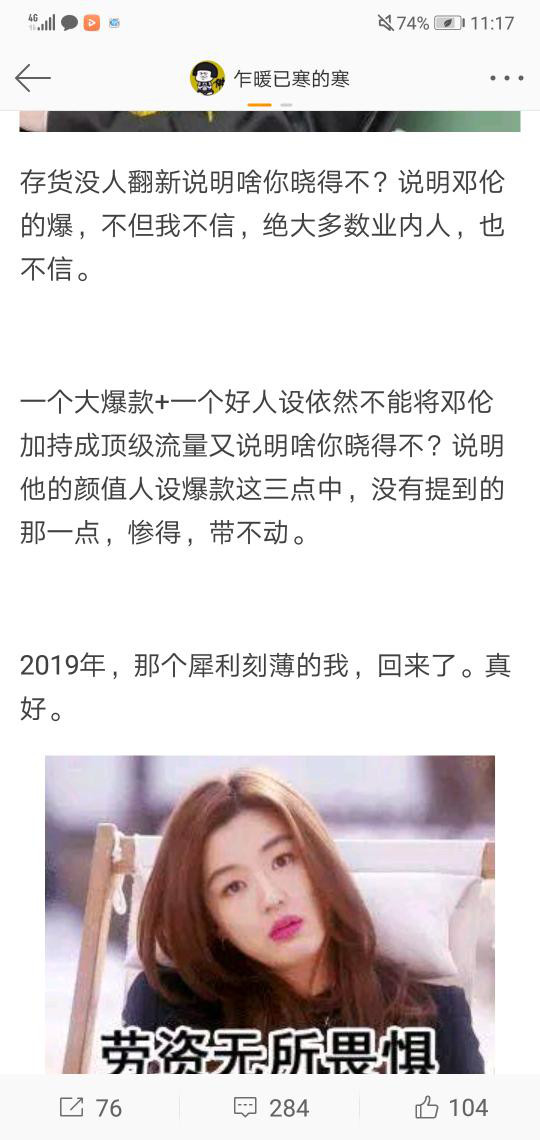 4G
74%
11:17
乍暖已寒的寒
存货没人翻新说明啥你晓得不？说明邓伦
的爆，不但我不信，绝大多数业内人，也
不信。
一个大爆款+一个好人设依然不能将邓伦
加持成顶级流量又说明啥你晓得不？说明
他的颜值人设爆款这三点中，没有提到的
那一点，惨得，带不动。
2019年，那个犀利刻薄的我，回来了。真
好。
劳资无所畏惧
76
284
104